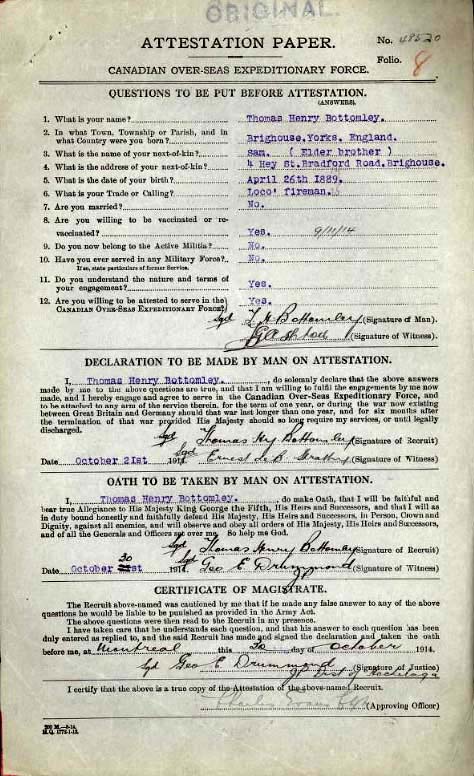 ORIGINAL.
ATTESTATION PAPER. No. 48520
Folio. 8
CANADIAN OVER-SEAS EXPEDITIONARY FORCE.
QUESTIONS TO BE PUT BEFORE ATTESTATION.
(ANSWERS).
1. What is your name? Thomas Henry Bottomley.
2. In what Town, Township or Parish, and in
what Country were you born? Brighouse, Yorks, England.
3. What is the name of your next-of-kin? Sam. ( Elder brother )
4. What is the address of your next-of-kin? 4 Hey St. Bradford Road, Brighouse.
5. What is the date of your birth? April 26th 1889.
6. What is your Trade or Calling? Loco' fireman.
7. Are you married? No.
8. Are you willing to be vaccinated or re-
vaccinated? Yes. 9/11/14
9. Do you now belong to the Active Militia? No.
10. Have you ever served in any Military Force? No.
If so, state particulars of former Service.
11. Do you understand the nature and terms of
your engagement? Yes.
12. Are you willing to be attested to serve in the
CANADIAN OVER-SEAS EXPEDITIONARY FORCE? Yes.
Sgd T H Bottomley (Signature of Man).
Sgd (Signature of Witness).
DECLARATION TO BE MADE BY MAN ON ATTESTATION.
I, Thomas Henry Bottomley. , do solemnly declare that the above answers
made by me to the above questions are true, and that I am willing to fulfil the engagements by me now
made, and I hereby engage and agree to serve in the Canadian Over-Seas Expeditionary Force, and
to be attached to any arm of the service therein, for the term of one year, or during the war now existing
between Great Britain and Germany should that war last longer than one year, and for six months after
the termination of that war provided His Majesty should so long require my services, or until legally
discharged.
Sgd Thomas Hy Bottomley (Signature of Recruit)
Date October 21st 1914. Sgd Ernest (Signature of Witness)
OATH TO BE TAKEN BY MAN ON ATTESTATION.
I, Thomas Henry Bottomley. , do make Oath, that I will be faithful and
bear true Allegiance to His Majesty King George the Fifth, His Heirs and Successors, and that I will as
in duty bound honestly and faithfully defend His Majesty, His Heirs and Successors, in Person, Crown and
Dignity, against all enemies, and will observe and obey all orders of His Majesty, His Heirs and Successors,
and of all the Generals and Officers set over me. So help me God.
Sgd Thomas Henry Bottomley (Signature of Recruit)
Date October 30 1914. Sgd Geo E Drummond (Signature of Witness)
CERTIFICATE OF MAGISTRATE.
The Recruit above-named was cautioned by me that if he made any false answer to any of the above
questions he would be liable to be punished as provided in the Army Act.
The above questions were then read to the Recruit in my presence.
I have taken care that he understands each question, and that his answer to each question has been
duly entered as replied to, and the said Recruit has made and signed the declaration and taken the oath
before me, at Montreal this 30 day of October 1914.
Sgd Geo E Drummond (Signature of Justice)
JP Dist of Hochelaga
I certify that the above is a true copy of the Attestation of the above-named Recruit.
(Approving Officer)
200 M.—8-14.
H.Q. 1772-1-13.